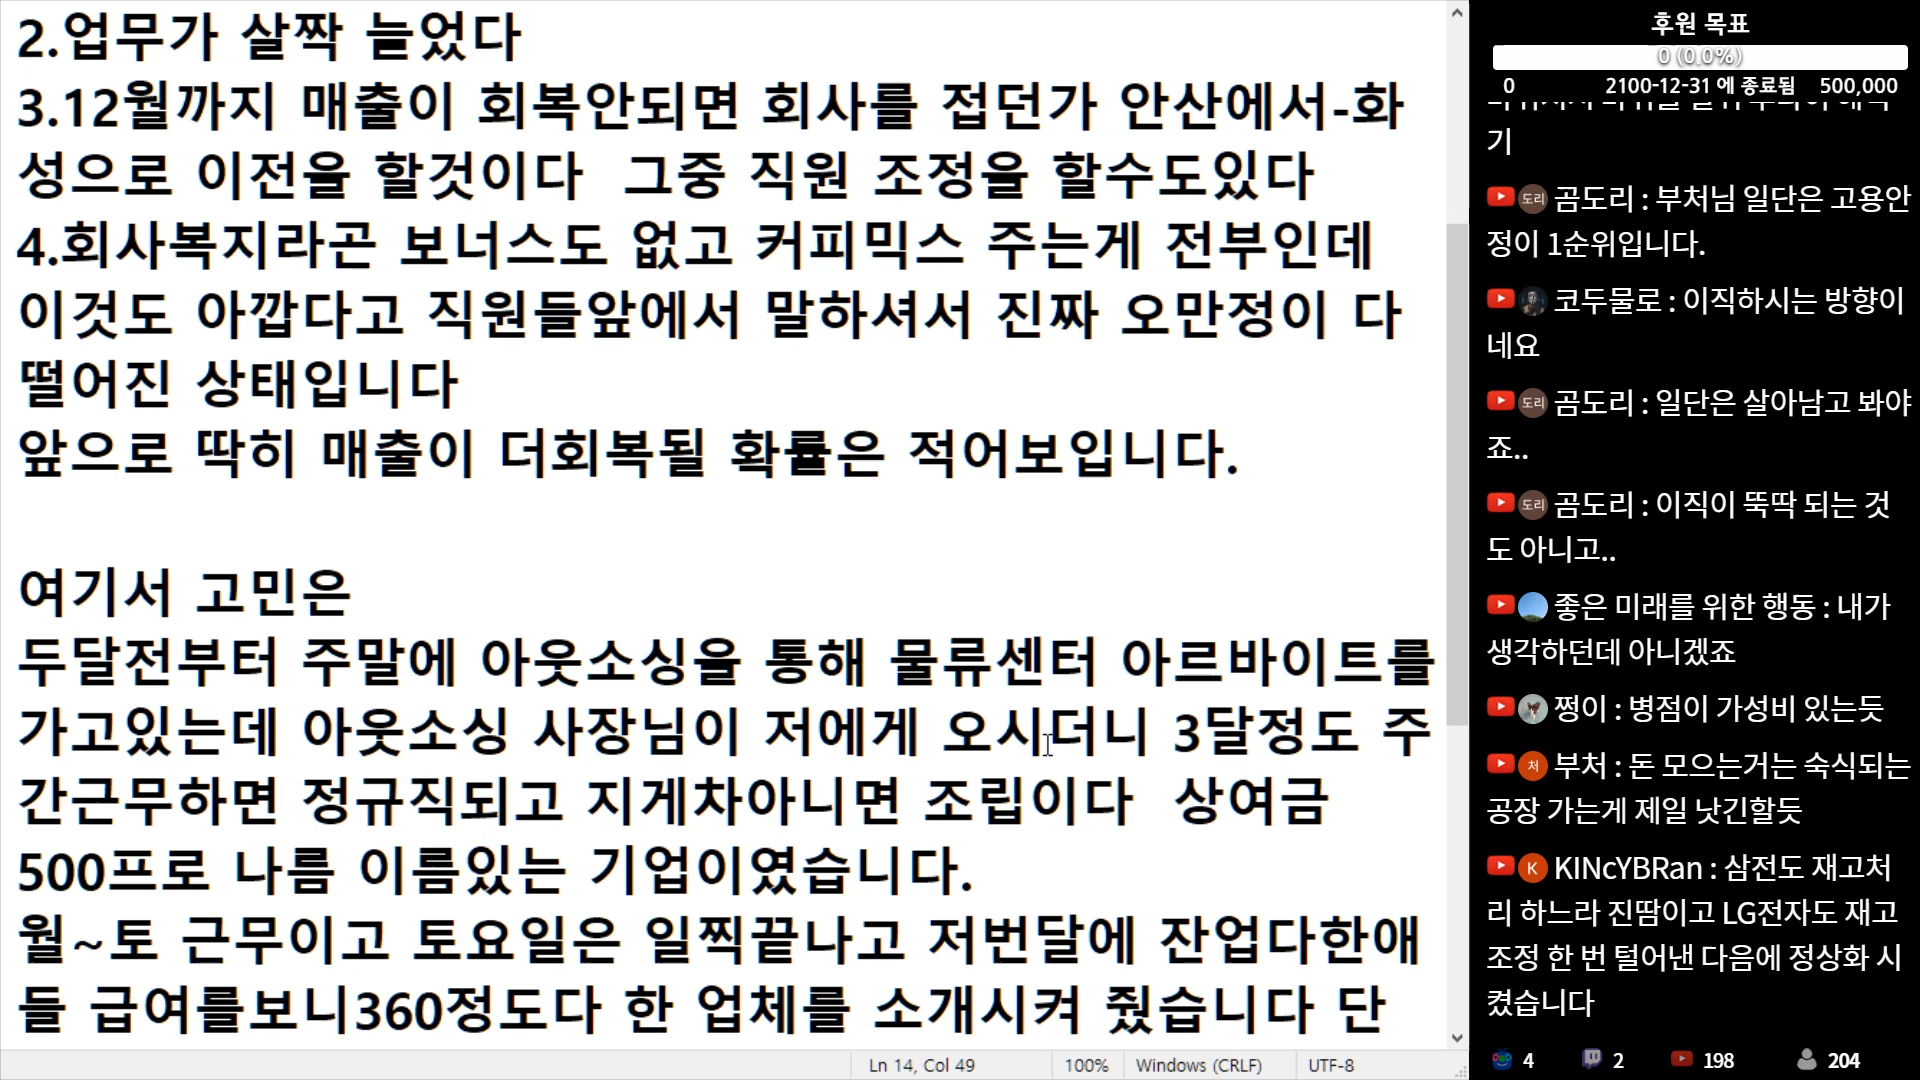 2.업무가 살짝 늘었다
3.12월까지 매출이 회복안되면 회사를 접던가 안산에서-화
성으로 이전을 할것이다  그중 직원 조정을 할수도있다
4.회사복지라곤 보너스도 없고 커피믹스 주는게 전부인데
이것도 아깝다고 직원들앞에서 말하셔서 진짜 오만정이 다
떨어진 상태입니다
앞으로 딱히 매출이 더회복될 확률은 적어보입니다.
여기서 고민은
두달전부터 주말에 아웃소싱을 통해 물류센터 아르바이트를
가고있는데 아웃소싱 사장님이 저에게 오시더니 3달정도 주
간근무하면 정규직되고 지게차아니면 조립이다  상여금
500프로 나름 이름있는 기업이였습니다.
월~토 근무이고 토요일은 일찍끝나고 저번달에 잔업다한애
들 급여를보니360정도다 한 업체를 소개시켜 줬습니다 단
Ln 14, Col 49
100%
Windows (CRLF)
UTF-8
후원 목표
0 (0.0%)
0 2100-12-31 에 종료됨 500,000
기
도리 곰도리 : 부처님 일단은 고용안
정이 1순위입니다.
코두물로 : 이직하시는 방향이
네요
도리 곰도리 : 일단은 살아남고 봐야
죠..
도리 곰도리 : 이직이 뚝딱 되는 것
도 아니고..
좋은 미래를 위한 행동 : 내가
생각하던데 아니겠죠
쩡이 : 병점이 가성비 있는듯
처 부처 : 돈 모으는거는 숙식되는
공장 가는게 제일 낫긴할듯
K KINcYBRan : 삼전도 재고처
리 하느라 진땀이고 LG전자도 재고
조정 한 번 털어낸 다음에 정상화 시
켰습니다
4 2 198 204